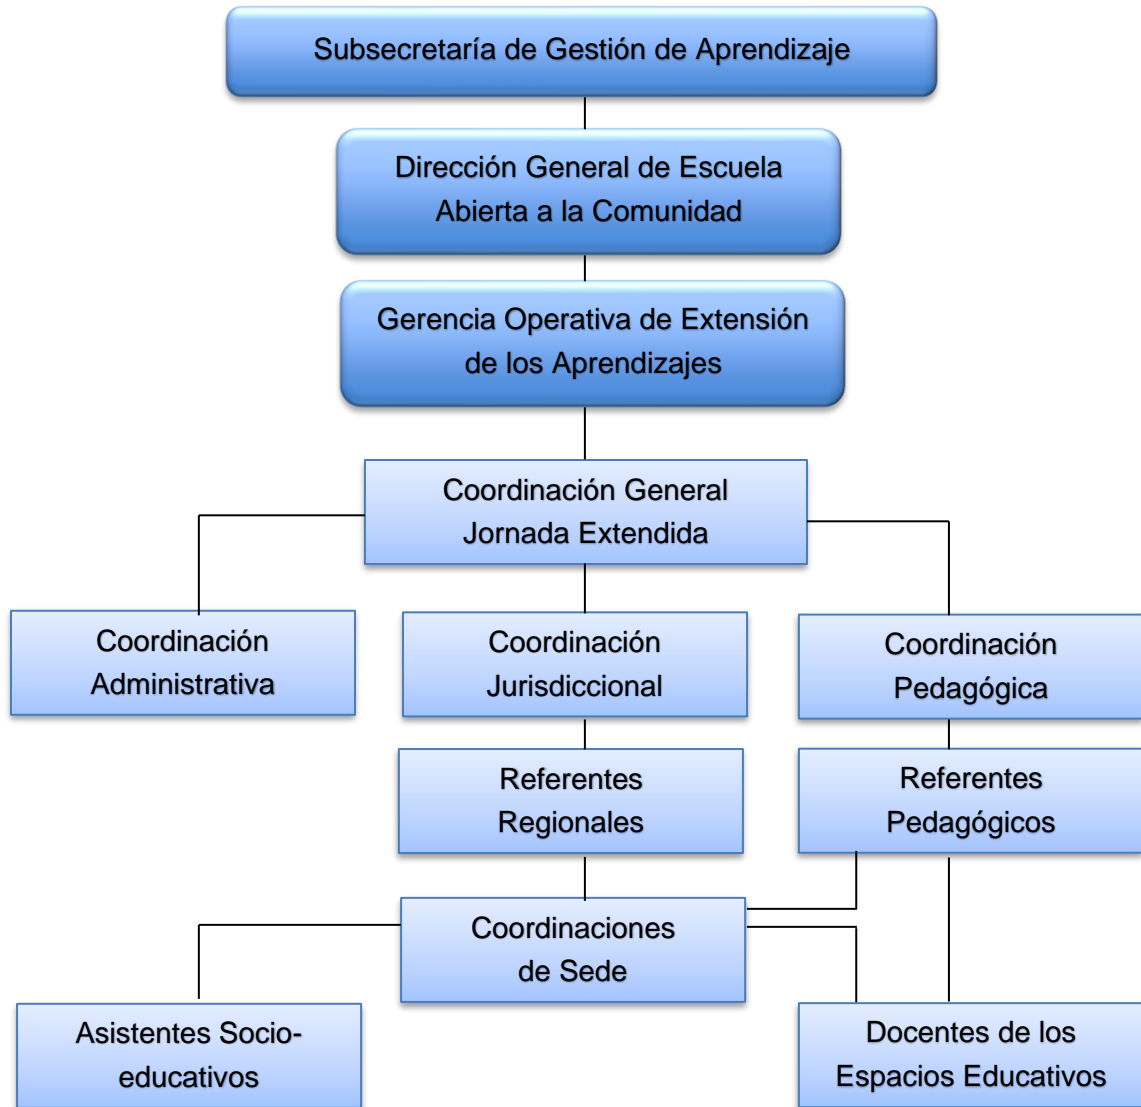 Subsecretaría de Gestión de Aprendizaje
Dirección General de Escuela
Abierta a la Comunidad
Gerencia Operativa de Extensión
de los Aprendizajes
Coordinación General
Jornada Extendida
Coordinación
Administrativa
Coordinación
Jurisdiccional
Coordinación
Pedagógica
Referentes
Regionales
Referentes
Pedagógicos
Coordinaciones
de Sede
Asistentes Socio-
educativos
Docentes de los
Espacios Educativos